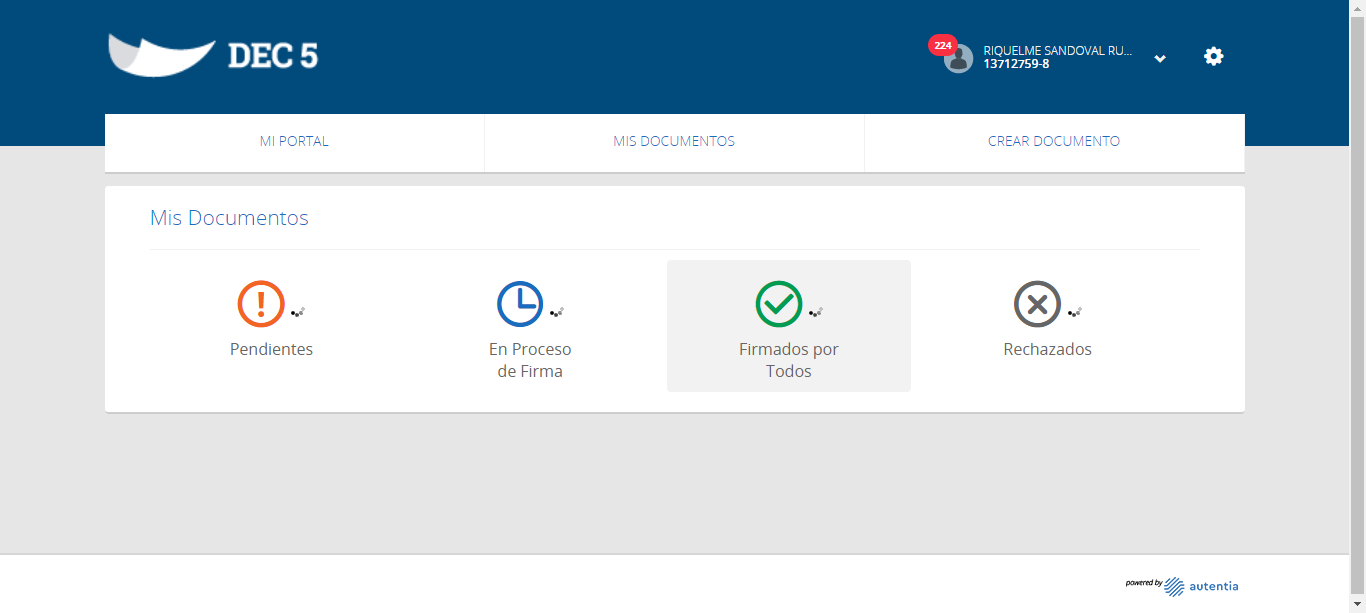 DEC 5
224
RIQUELME SANDOVAL RU...
13712759-8
MI PORTAL
MIS DOCUMENTOS
CREAR DOCUMENTO
Mis Documentos
Pendientes
En Proceso
de Firma
Firmados por
Todos
Rechazados
powered by
autentia